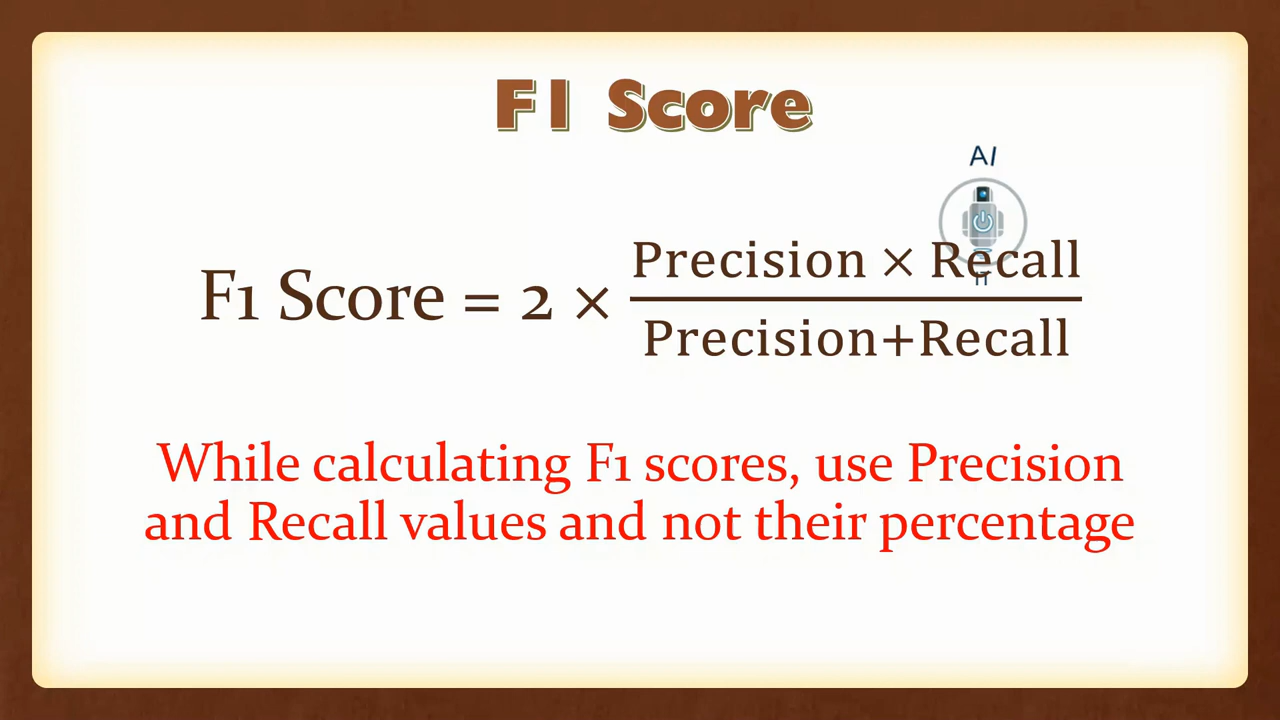 F1 Score
AI
F1 Score = 2 × Precision × Recall / Precision+Recall
While calculating F1 scores, use Precision
and Recall values and not their percentage